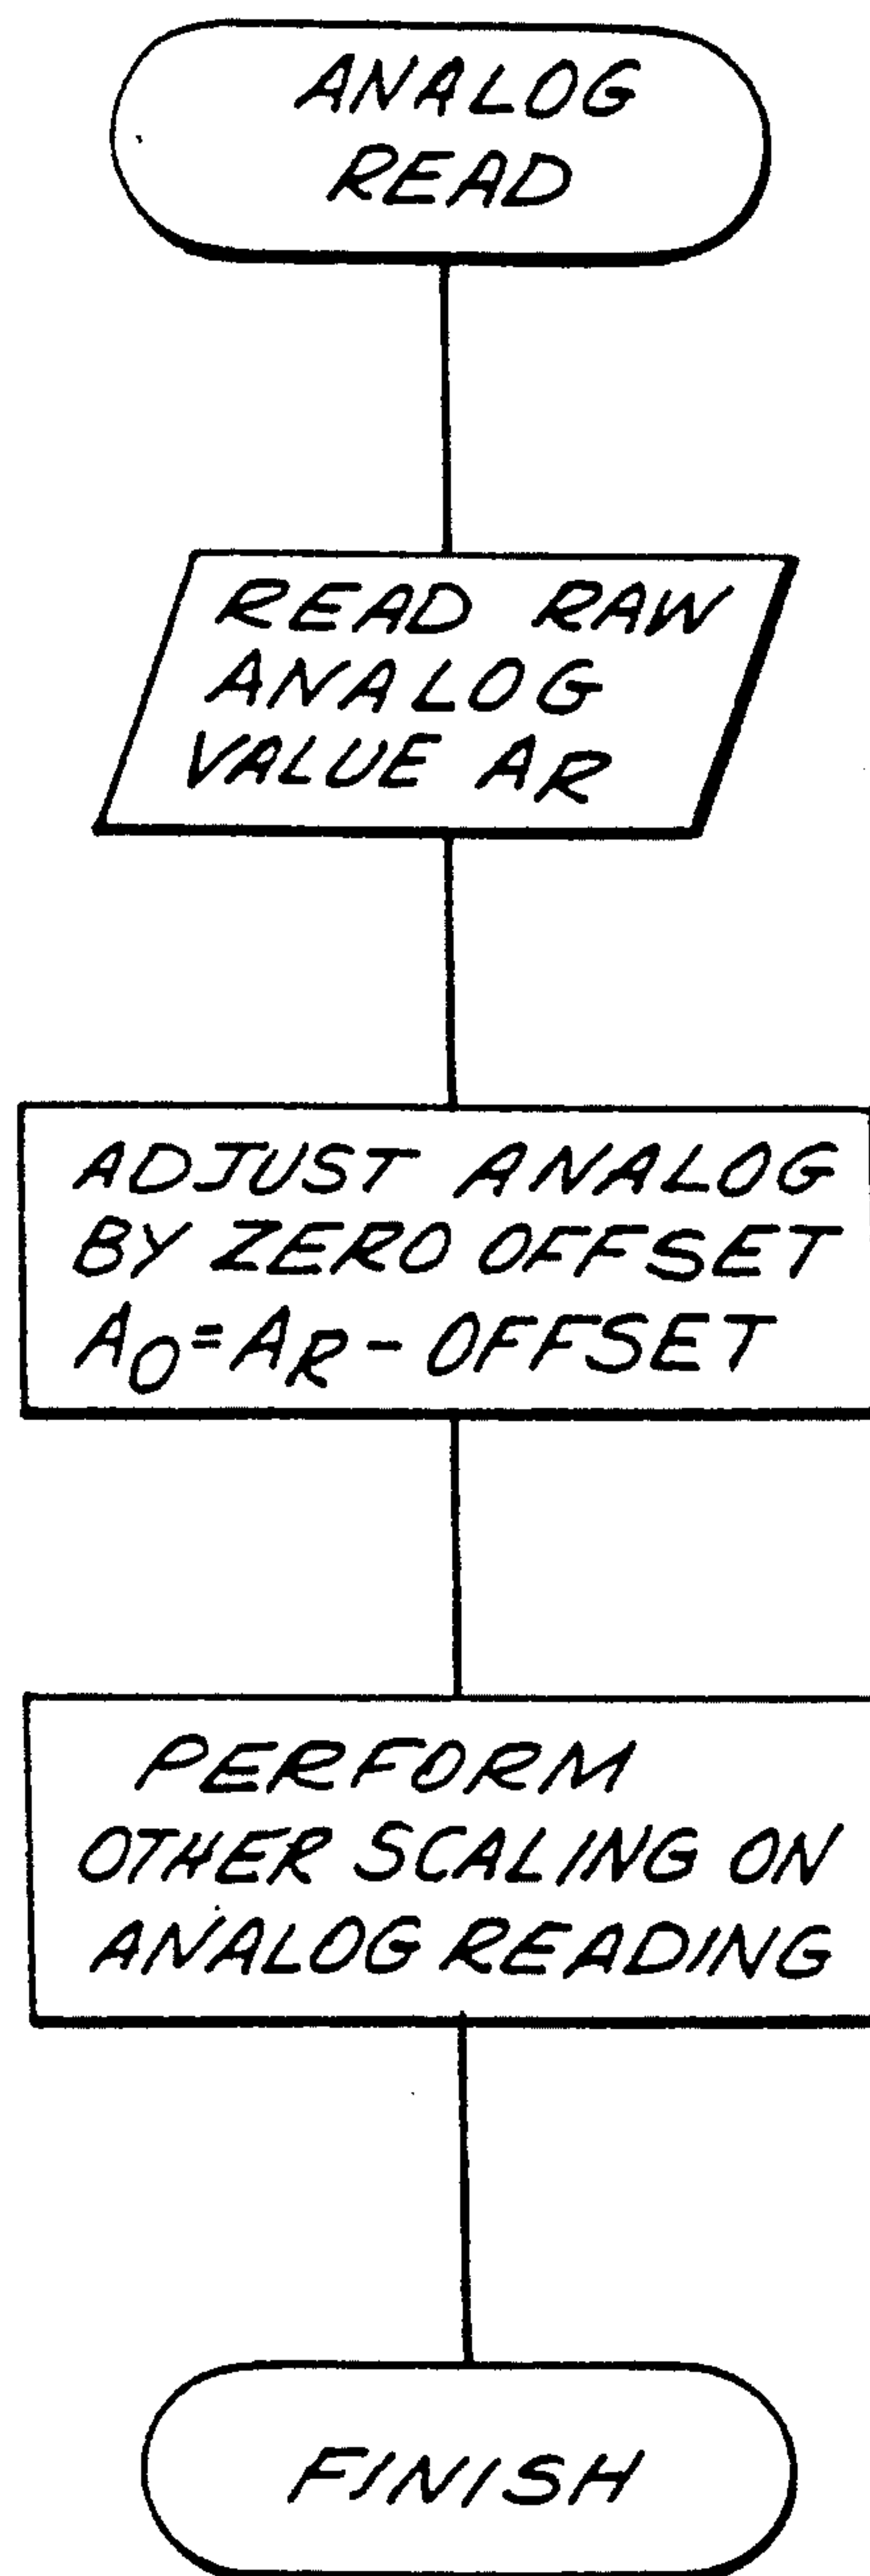 ANALOG
READ
READ RAW
ANALOG
VALUE AR
ADJUST ANALOG
BY ZERO OFFSET
AO=AR-OFFSET
PERFORM
OTHER SCALING ON
ANALOG READING
FINISH